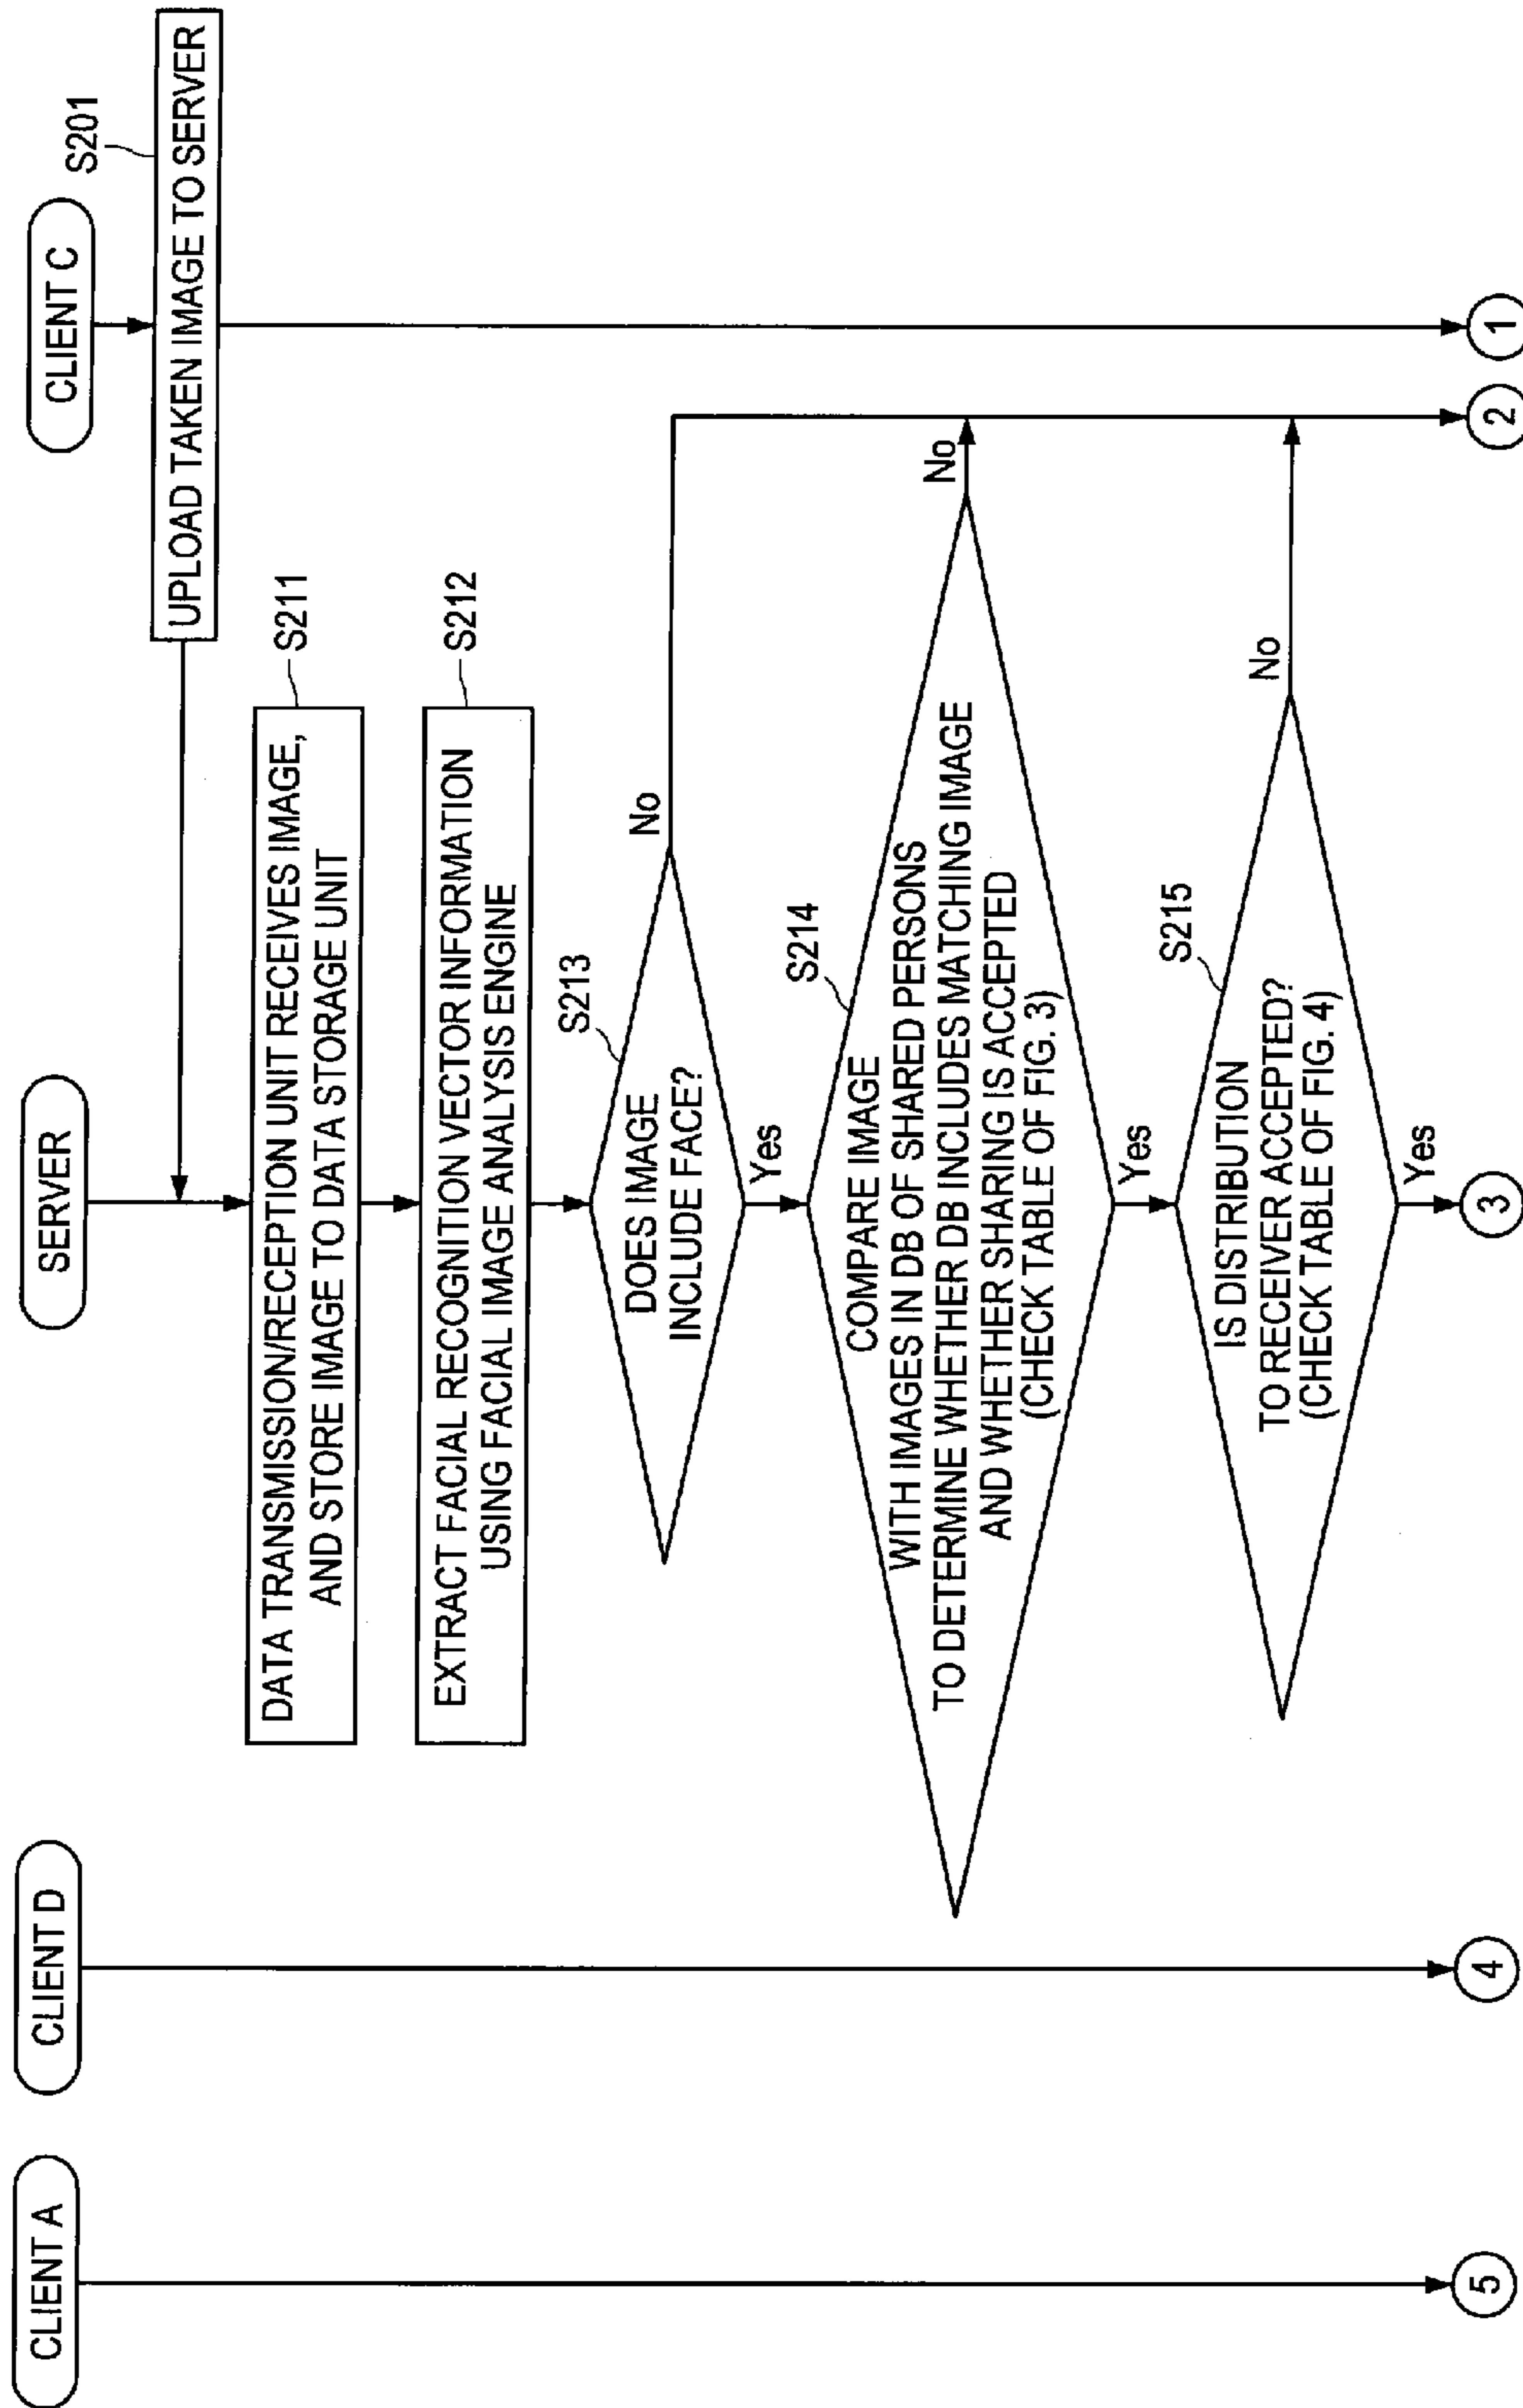 CLIENT A
CLIENT D
SERVER
CLIENT C
S201
UPLOAD TAKEN IMAGE TO SERVER
S211
DATA TRANSMISSION/RECEPTION UNIT RECEIVES IMAGE,
AND STORE IMAGE TO DATA STORAGE UNIT
S212
EXTRACT FACIAL RECOGNITION VECTOR INFORMATION
USING FACIAL IMAGE ANALYSIS ENGINE
S213
DOES IMAGE
INCLUDE FACE?
No
Yes
S214
COMPARE IMAGE
WITH IMAGES IN DB OF SHARED PERSONS
TO DETERMINE WHETHER DB INCLUDES MATCHING IMAGE
AND WHETHER SHARING IS ACCEPTED
(CHECK TABLE OF FIG. 3)
No
Yes
S215
IS DISTRIBUTION
TO RECEIVER ACCEPTED?
(CHECK TABLE OF FIG. 4)
No
Yes
5
4
3
2
1